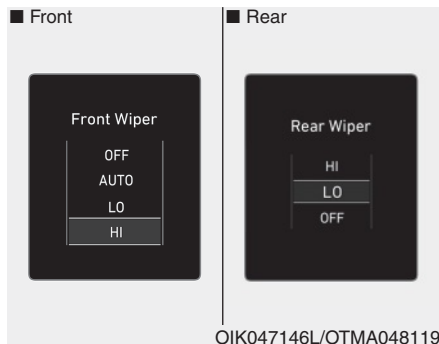 ■ Front
Front Wiper
OFF
AUTO
LO
HI
■ Rear
Rear Wiper
HI
LO
OFF
OIK047146L/OTMA048119